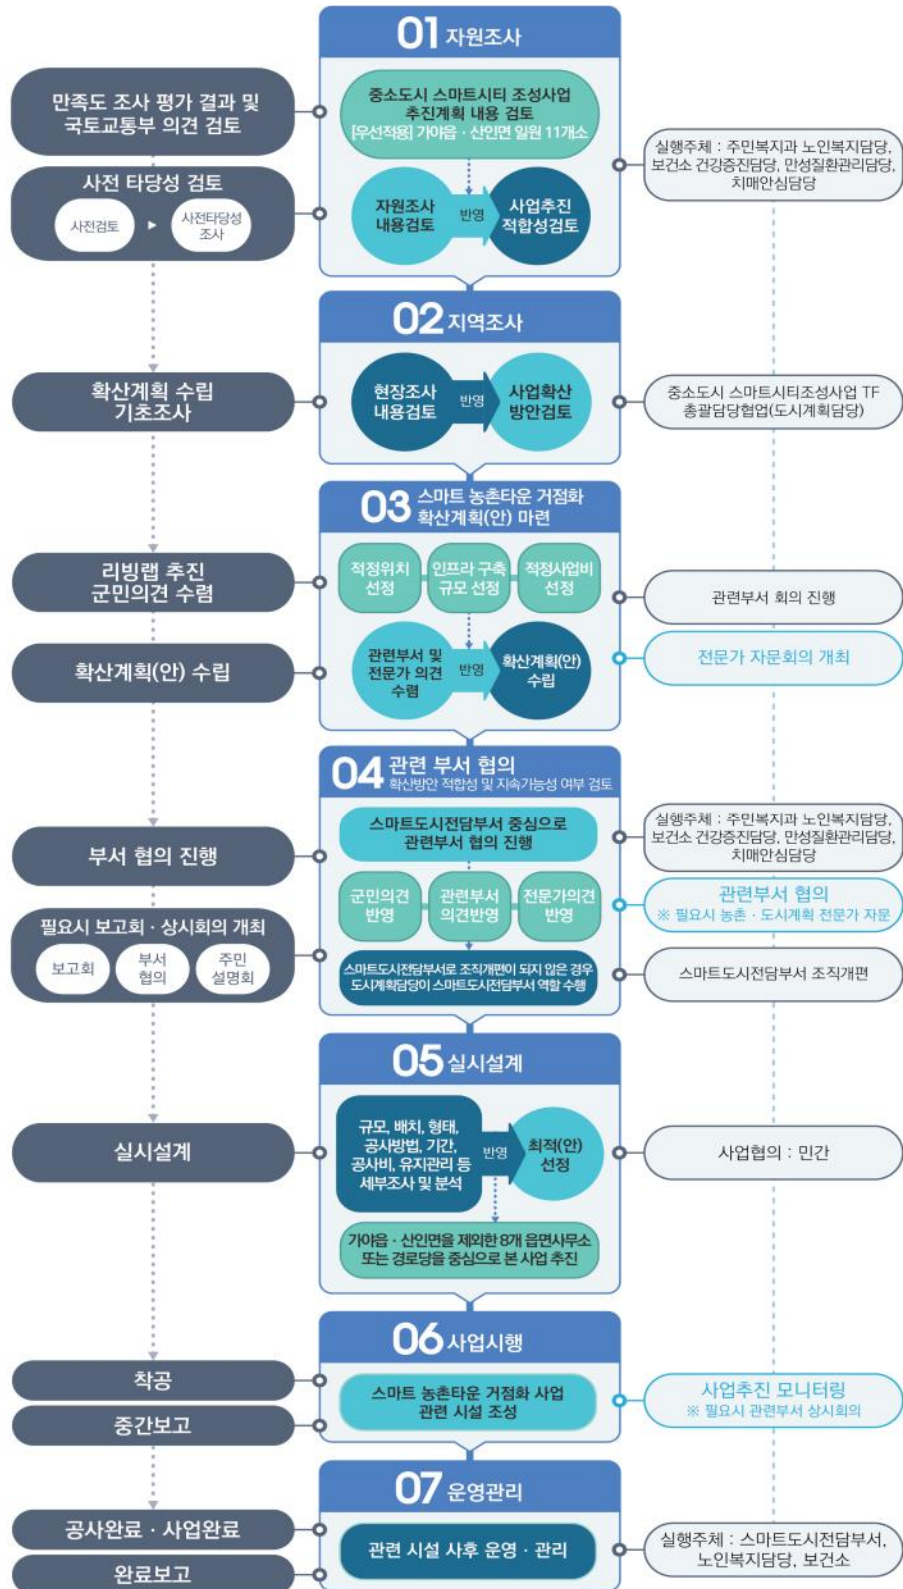 01 자원조사
만족도 조사 평가 결과 및
국토교통부 의견 검토
중소도시 스마트시티 조성사업
추진계획 내용 검토
[우선적용] 가야읍 · 산인면 일원 11개소
실행주체 : 주민복지과 노인복지담당,
보건소 건강증진담당, 만성질환관리담당,
치매안심담당
사전 타당성 검토
사전검토
▶
사전타당성
조사
자원조사
내용검토
반영
사업추진
적합성검토
02 지역조사
확산계획 수립
기초조사
현장조사
내용검토
반영
사업확산
방안검토
중소도시 스마트시티조성사업 TF
총괄담당협업(도시계획담당)
03 스마트 농촌타운 거점화
확산계획(안) 마련
리빙랩 추진
군민의견 수렴
적정위치
선정
인프라 구축
규모 선정
적정사업비
선정
관련부서 회의 진행
확산계획(안) 수립
관련부서 및
전문가 의견
수렴
반영
확산계획(안)
수립
전문가 자문회의 개최
04 관련 부서 협의
확산방안 적합성 및 지속가능성 여부 검토
부서 협의 진행
스마트도시전담부서 중심으로
관련부서 협의 진행
실행주체 : 주민복지과 노인복지담당,
보건소 건강증진담당, 만성질환관리담당,
치매안심담당
군민의견
반영
관련부서
의견반영
전문가의견
반영
관련부서 협의
※ 필요시 농촌 · 도시계획 전문가 자문
필요시 보고회 · 상시회의 개최
보고회
부서
협의
주민
설명회
스마트도시전담부서로 조직개편이 되지 않은 경우
도시계획담당이 스마트도시전담부서 역할 수행
스마트도시전담부서 조직개편
05 실시설계
실시설계
규모, 배치, 형태,
공사방법, 기간,
공사비, 유지관리 등
세부조사 및 분석
반영
최적(안)
선정
사업협의 : 민간
가야읍 · 산인면을 제외한 8개 읍면사무소
또는 경로당을 중심으로 본 사업 추진
06 사업시행
착공
중간보고
스마트 농촌타운 거점화 사업
관련 시설 조성
사업추진 모니터링
※ 필요시 관련부서 상시회의
07 운영관리
공사완료 · 사업완료
완료보고
관련 시설 사후 운영 · 관리
실행주체 : 스마트도시전담부서,
노인복지담당, 보건소